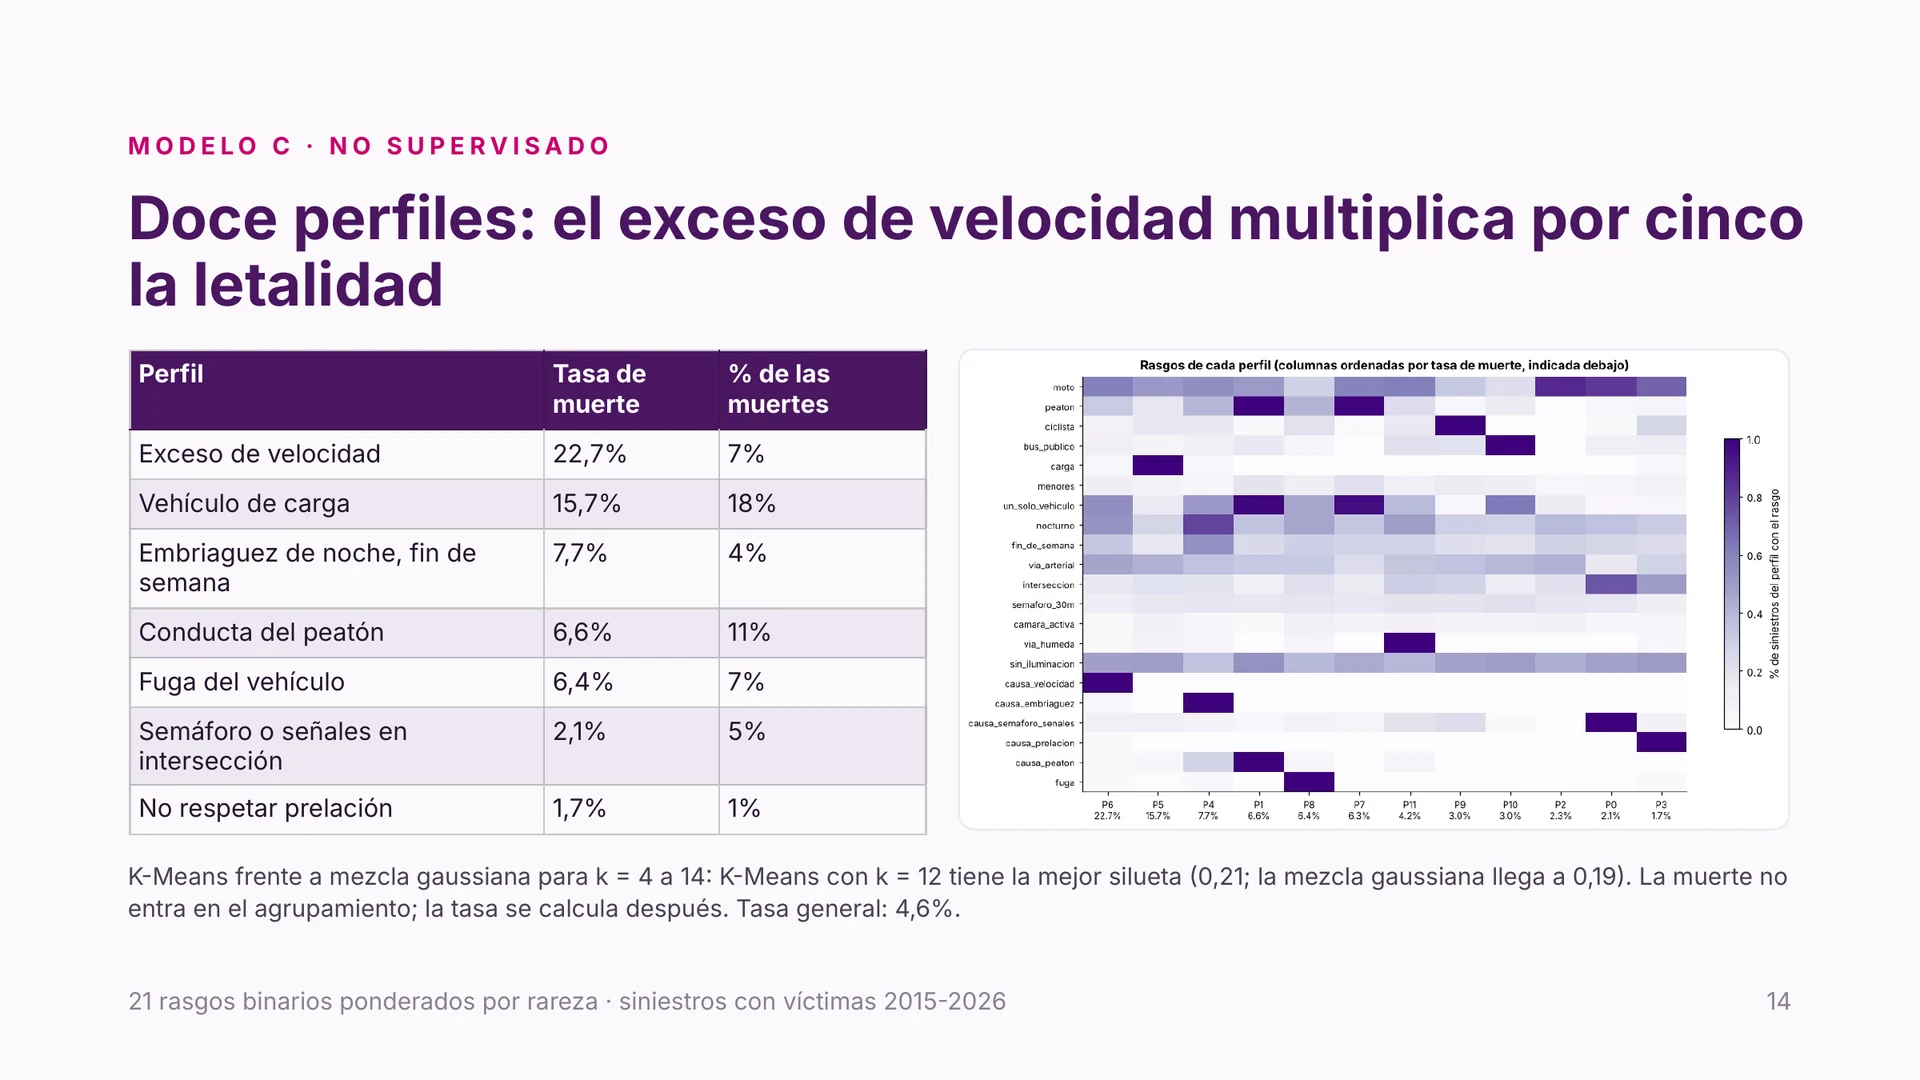 MODELO C · NO SUPERVISADO
Doce perfiles: el exceso de velocidad multiplica por cinco
la letalidad
Perfil
Tasa de
muerte
% de las
muertes
Exceso de velocidad
22,7%
7%
Vehículo de carga
15,7%
18%
Embriaguez de noche, fin de
semana
7,7%
4%
Conducta del peatón
6,6%
11%
Fuga del vehículo
6,4%
7%
Semáforo o señales en
intersección
2,1%
5%
No respetar prelación
1,7%
1%
Rasgos de cada perfil (columnas ordenadas por tasa de muerte, indicada debajo)
moto
peaton
ciclista
bus_publico
carga
menores
un_solo_vehiculo
nocturno
fin_de_semana
via_arterial
interseccion
semaforo_30m
camara_activa
via_humeda
sin_iluminacion
causa_velocidad
causa_embriaguez
causa_semaforo_senales
causa_prelacion
causa_peaton
fuga
P6 P5 P4 P1 P8 P7 P11 P9 P10 P2 P0 P3
22.7% 15.7% 7.7% 6.6% 6.4% 6.3% 4.2% 3.0% 3.0% 2.3% 2.1% 1.7%
1.0
0.8
0.6
0.4
0.2
0.0
% de siniestros del perfil con el rasgo
K-Means frente a mezcla gaussiana para k = 4 a 14: K-Means con k = 12 tiene la mejor silueta (0,21; la mezcla gaussiana llega a 0,19). La muerte no
entra en el agrupamiento; la tasa se calcula después. Tasa general: 4,6%.
21 rasgos binarios ponderados por rareza · siniestros con víctimas 2015-2026
14